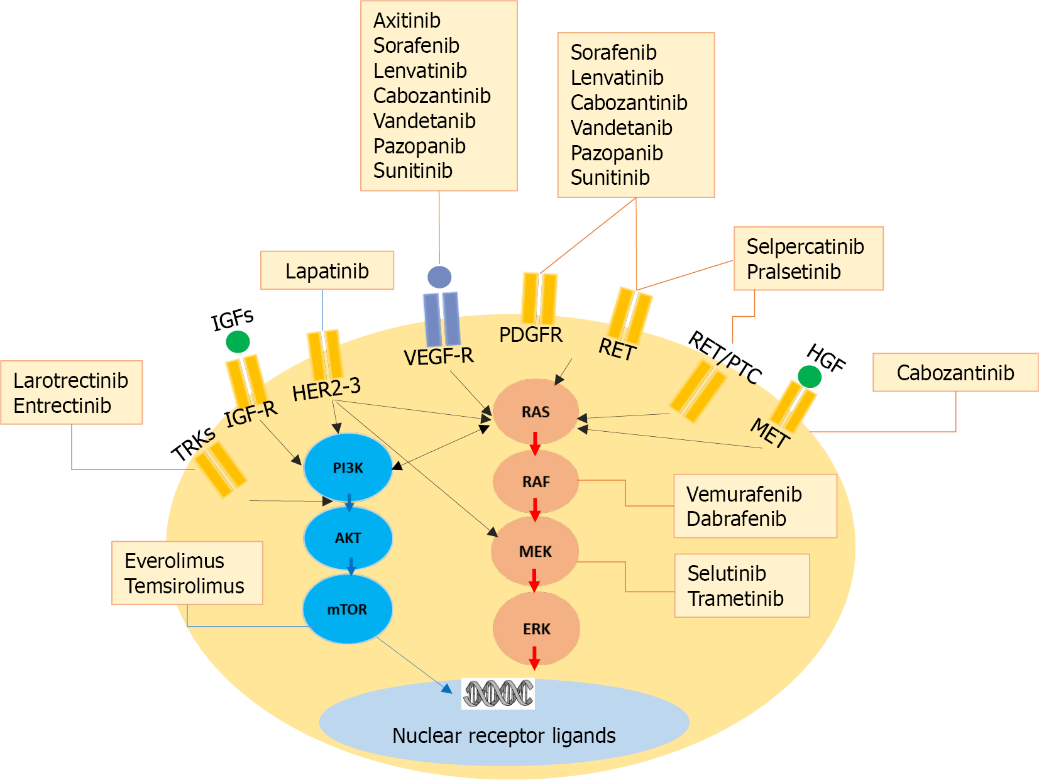 Axitinib
Sorafenib
Lenvatinib
Cabozantinib
Vandetanib
Pazopanib
Sunitinib
Sorafenib
Lenvatinib
Cabozantinib
Vandetanib
Pazopanib
Sunitinib
Selpercatinib
Pralsetinib
Lapatinib
IGFs
HER2-3
VEGF-R
PDGFR
RET
RET/PTC
HGF
Cabozantinib
Larotrectinib
Entrectinib
IGF-R
TRKs
MET
RAS
PI3K
RAF
Vemurafenib
Dabrafenib
AKT
MEK
Everolimus
Temsirolimus
Selutinib
Trametinib
mTOR
ERK
Nuclear receptor ligands